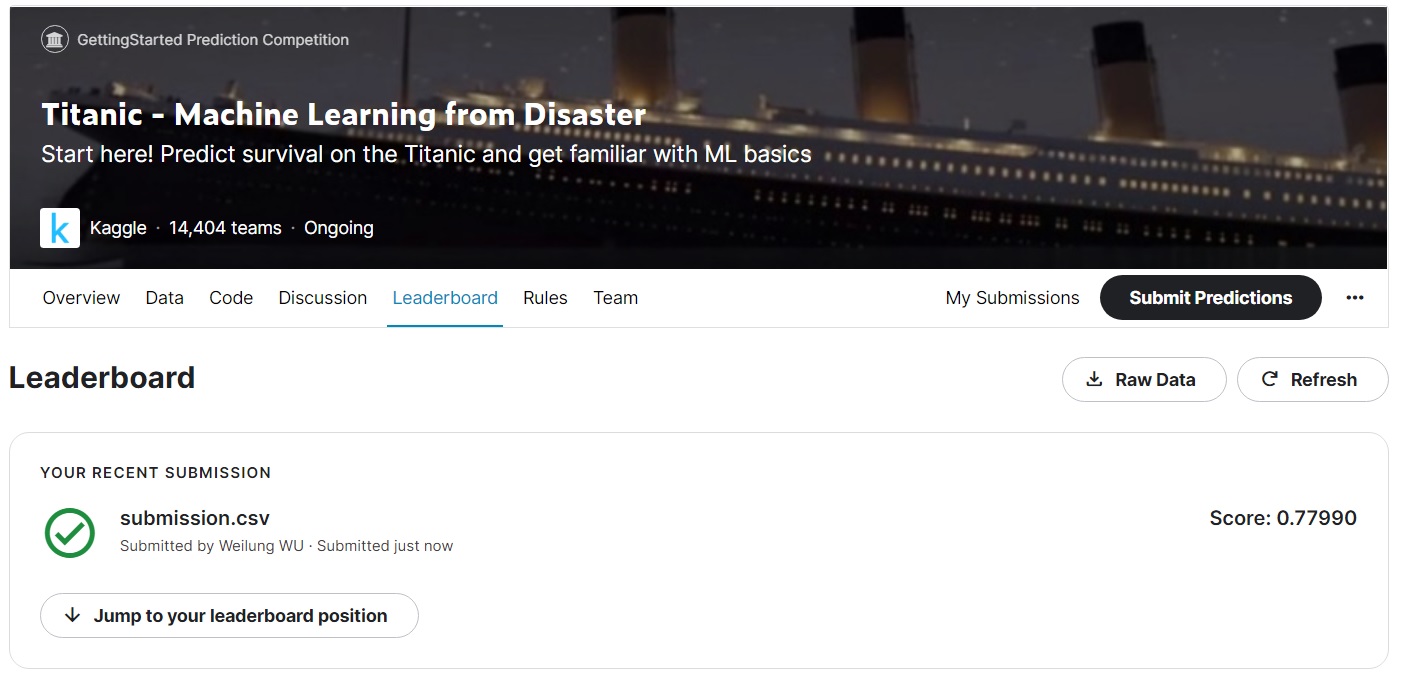 GettingStarted Prediction Competition
Titanic - Machine Learning from Disaster
Start here! Predict survival on the Titanic and get familiar with ML basics
k Kaggle · 14,404 teams · Ongoing
Overview Data Code Discussion Leaderboard Rules Team My Submissions Submit Predictions ...
Leaderboard Raw Data Refresh
YOUR RECENT SUBMISSION
submission.csv Score: 0.77990
Submitted by Weilung WU · Submitted just now
Jump to your leaderboard position